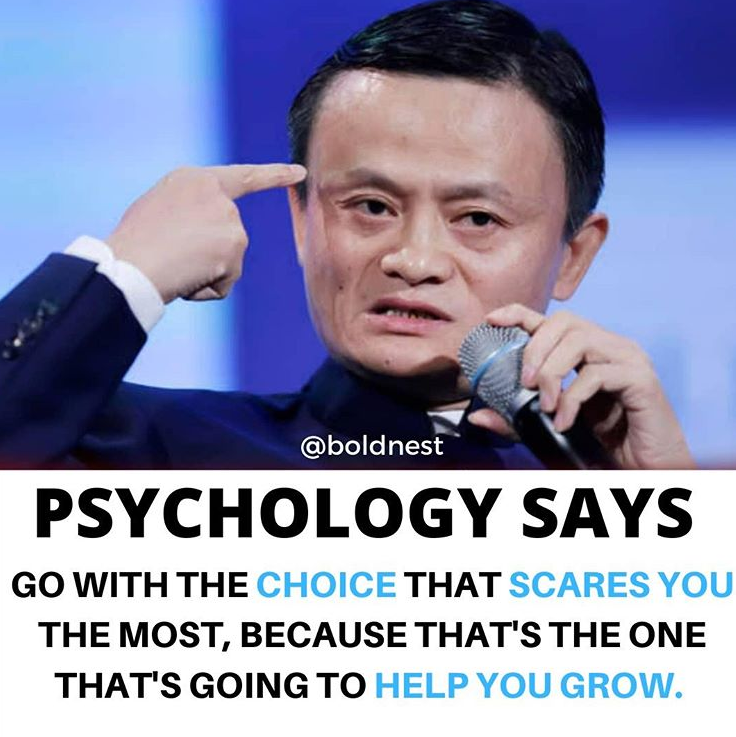 @boldnest
PSYCHOLOGY SAYS
GO WITH THE CHOICE THAT SCARES YOU
THE MOST, BECAUSE THAT'S THE ONE
THAT'S GOING TO HELP YOU GROW.